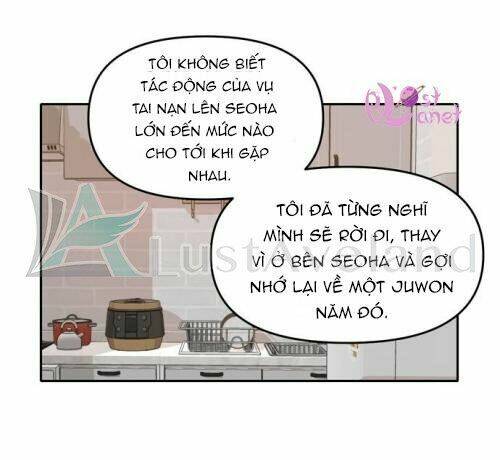 TÔI KHÔNG BIẾT
TÁC ĐỘNG CỦA VỤ
TAI NẠN LÊN SEOHA
LỚN ĐẾN MỨC NÀO
CHO TỚI KHI GẶP
NHAU.
Lost
Planet
TÔI ĐÃ TỪNG NGHĨ
MÌNH SẼ RỜI ĐI, THAY
VÌ Ở BÊN SEOHA VÀ GỢI
NHỚ LẠI VỀ MỘT JUWON
NĂM ĐÓ.
LustAveland